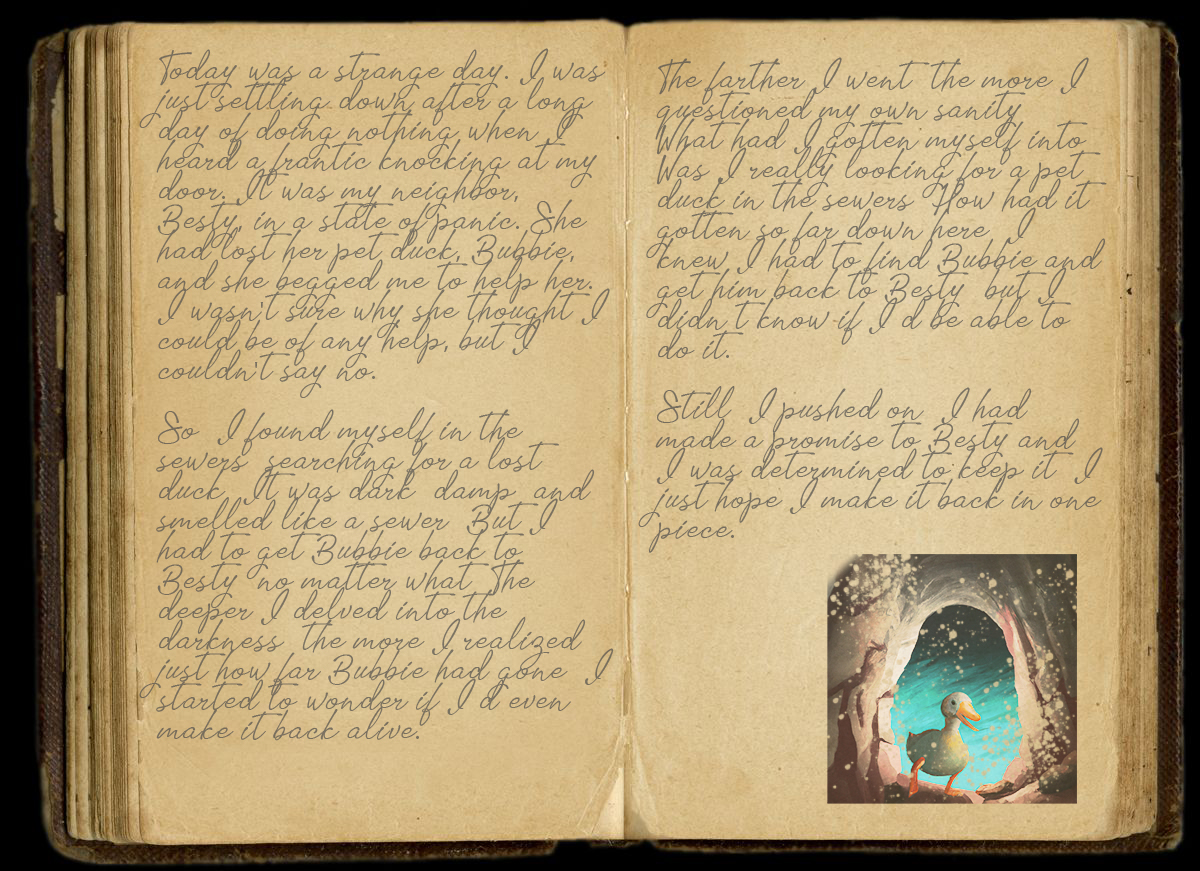 Today was a strange day. I was
just settling down after a long
day of doing nothing when I
heard a frantic knocking at my
door. It was my neighbor,
Besty, in a state of panic. She
had lost her pet duck, Bubbie,
and she begged me to help her.
I wasn't sure why she thought I
could be of any help, but I
couldn't say no.
So I found myself in the
sewers searching for a lost
duck It was dark damp and
smelled like a sewer But I
had to get Bubbie back to
Besty no matter what The
deeper I delved into the
darkness the more I realized
just how far Bubbie had gone I
started to wonder if I d even
make it back alive.
The farther I went the more I
questioned my own sanity
What had I gotten myself into
Was I really looking for a pet
duck in the sewers How had it
gotten so far down here I
knew I had to find Bubbie and
get him back to Besty but I
didn t know if I d be able to
do it.
Still I pushed on I had
made a promise to Besty and
I was determined to keep it I
just hope I make it back in one
piece.